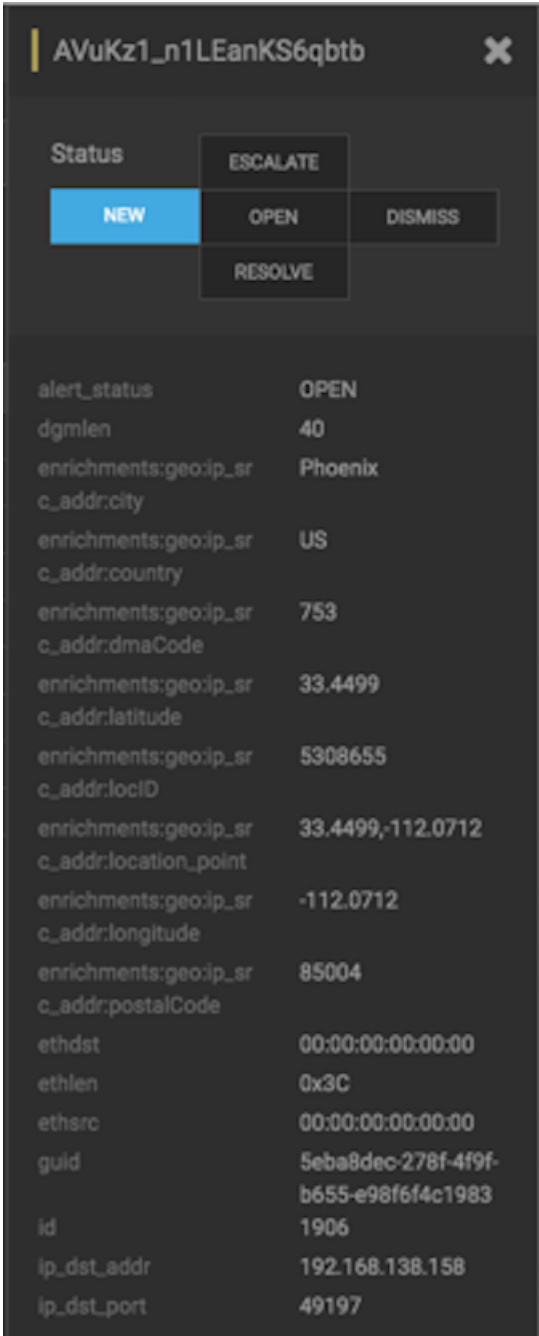 AVuKz1_n1LEanKS6qbtb
Status
ESCALATE
NEW OPEN DISMISS
RESOLVE
alert_status OPEN
dgmlen 40
enrichments:geo:ip_sr Phoenix
c_addr:city
enrichments:geo:ip_sr US
c_addr:country
enrichments:geo:ip_sr 753
c_addr:dmaCode
enrichments:geo:ip_sr 33.4499
c_addr:latitude
enrichments:geo:ip_sr 5308655
c_addr:locID
enrichments:geo:ip_sr 33.4499,-112.0712
c_addr:location_point
enrichments:geo:ip_sr -112.0712
c_addr:longitude
enrichments:geo:ip_sr 85004
c_addr:postalCode
ethdst 00:00:00:00:00:00
ethlen 0x3C
ethsrc 00:00:00:00:00:00
guid 5eba8dec-278f-4f9f-
b655-e98f6f4c1983
id 1906
ip_dst_addr 192.168.138.158
ip_dst_port 49197